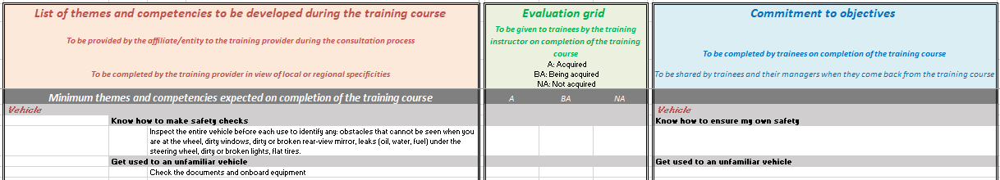 List of themes and competencies to be developed during the training course
To be provided by the affiliate/entity to the training provider during the consultation process
To be completed by the training provider in view of local or regional specificities
Evaluation grid
To be given to trainees by the training
instructor on completion of the training
course
A: Acquired
BA: Being acquired
NA: Not acquired
Commitment to objectives
To be completed by trainees on completion of the training course
To be shared by trainees and their managers when they come back from the training course
Minimum themes and competencies expected on completion of the training course
A BA NA
Vehicle
Vehicle
Know how to make safety checks
Know how to ensure my own safety
Inspect the entire vehicle before each use to identify any: obstacles that cannot be seen when you
are at the wheel, dirty windows, dirty or broken rear-view mirror, leaks (oil, water, fuel) under the
steering wheel, dirty or broken lights, flat tires.
Get used to an unfamiliar vehicle
Get used to an unfamiliar vehicle
Check the documents and onboard equipment